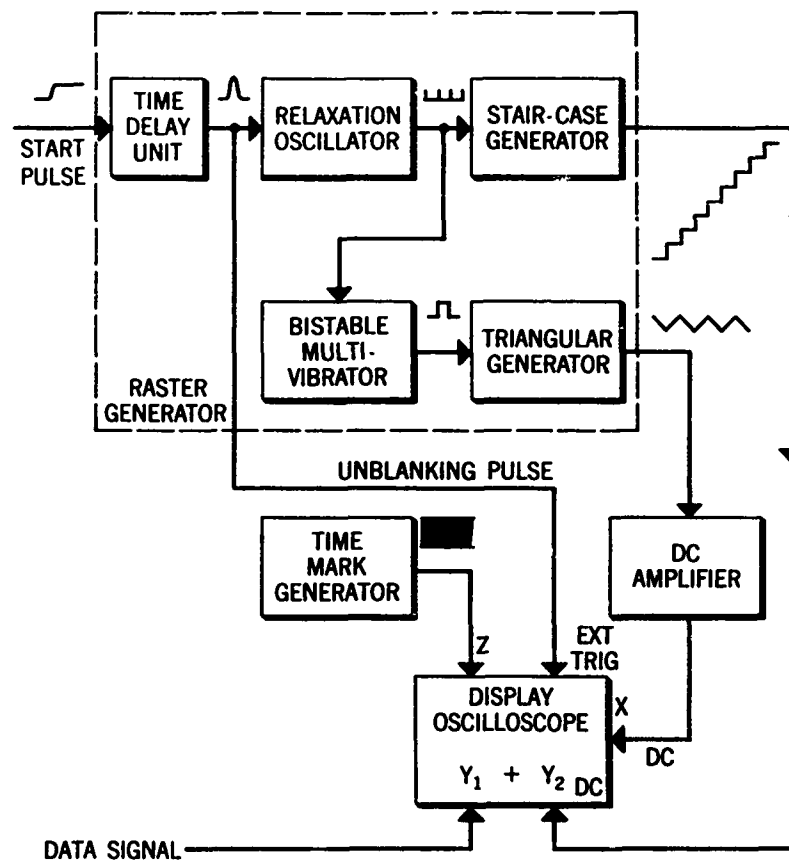 START
PULSE
TIME
DELAY
UNIT
RELAXATION
OSCILLATOR
STAIR-CASE
GENERATOR
BISTABLE
MULTI-
VIBRATOR
TRIANGULAR
GENERATOR
RASTER
GENERATOR
UNBLANKING PULSE
TIME
MARK
GENERATOR
DC
AMPLIFIER
Z
EXT
TRIG
DISPLAY
OSCILLOSCOPE
X
DC
Y₁ + Y₂ DC
DATA SIGNAL